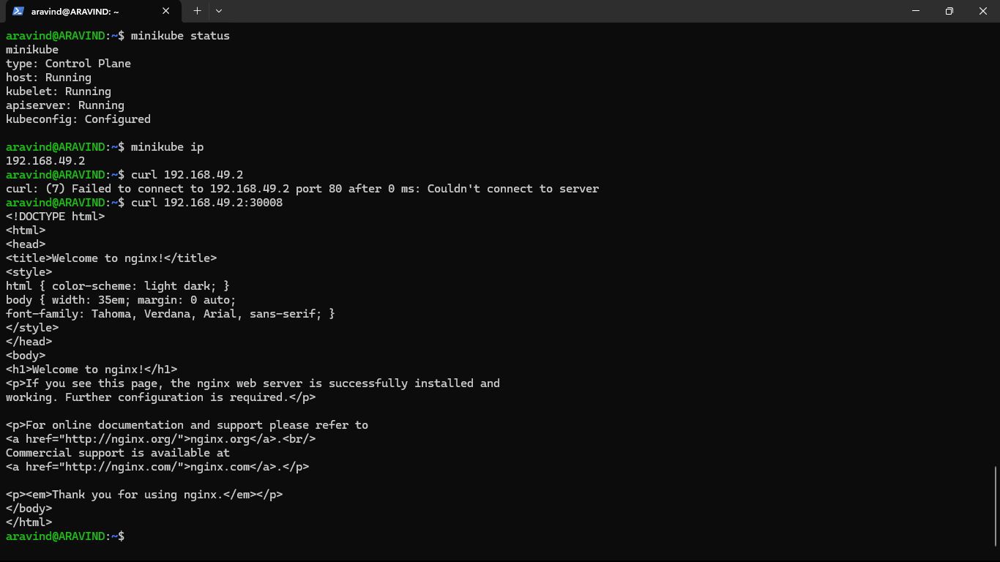 aravind@ARAVIND: ~
aravind@ARAVIND:~$ minikube status
minikube
type: Control Plane
host: Running
kubelet: Running
apiserver: Running
kubeconfig: Configured

aravind@ARAVIND:~$ minikube ip
192.168.49.2
aravind@ARAVIND:~$ curl 192.168.49.2
curl: (7) Failed to connect to 192.168.49.2 port 80 after 0 ms: Couldn't connect to server
aravind@ARAVIND:~$ curl 192.168.49.2:30008
<!DOCTYPE html>
<html>
<head>
<title>Welcome to nginx!</title>
<style>
html { color-scheme: light dark; }
body { width: 35em; margin: 0 auto;
font-family: Tahoma, Verdana, Arial, sans-serif; }
</style>
</head>
<body>
<h1>Welcome to nginx!</h1>
<p>If you see this page, the nginx web server is successfully installed and
working. Further configuration is required.</p>

<p>For online documentation and support please refer to
<a href="http://nginx.org/">nginx.org</a>.<br/>
Commercial support is available at
<a href="http://nginx.com/">nginx.com</a>.</p>

<p><em>Thank you for using nginx.</em></p>
</body>
</html>
aravind@ARAVIND:~$